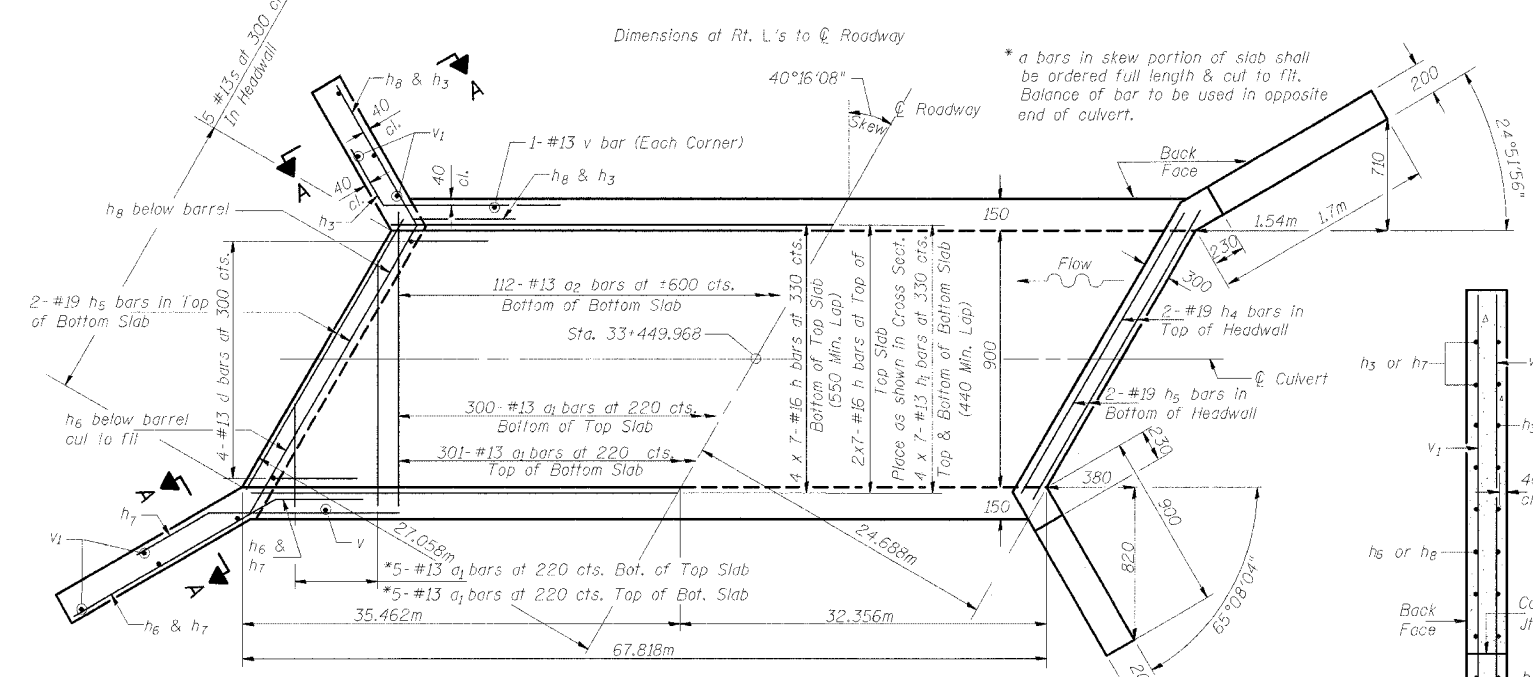 Dimensions at Rt. L's to ℄ Roadway
5 #13 s at 300 c
In Headwall
h8 & h3
A
40
cl.
v1
40°16'08"
℄ Roadway
Skew
* a bars in skew portion of slab shall
be ordered full length & cut to fit.
Balance of bar to be used in opposite
end of culvert.
200
24°51'56"
1-#13 v bar (Each Corner)
A
40
cl.
40
cl.
h3
h8 & h3
Back
Face
710
h8 below barrel
150
1.54m
1.7m
230
300
Flow
4-#13 d bars at 300 cts.
112-#13 a2 bars at ±600 cts.
Bottom of Bottom Slab
2-#19 h5 bars in Top
of Bottom Slab
Sta. 33+449.968
4 x 7-#16 h bars at 330 cts.
Bottom of Top Slab
(550 Min. Lap)
2x7-#16 h bars at Top of
Top Slab
Place as shown in Cross Sect.
4 x 7-#13 h1 bars at 330 cts.
Top & Bottom of Bottom Slab
(440 Min. Lap)
900
2-#19 h4 bars in
Top of Headwall
℄ Culvert
h3 or h7
h6 below barrel
cut to fit
300-#13 a1 bars at 220 cts.
Bottom of Top Slab
2-#19 h5 bars in
Bottom of Headwall
301-#13 a1 bars at 220 cts.
Top of Bottom Slab
230
v1
A
h7
380
150
900
820
v1
h6 &
h7
v
27.058m
24.688m
A
*5-#13 a1 bars at 220 cts. Bot. of Top Slab
*5-#13 a1 bars at 220 cts. Top of Bot. Slab
h6 or h8
65°08'04"
h6 & h7
35.462m
32.356m
Back
Face
67.818m